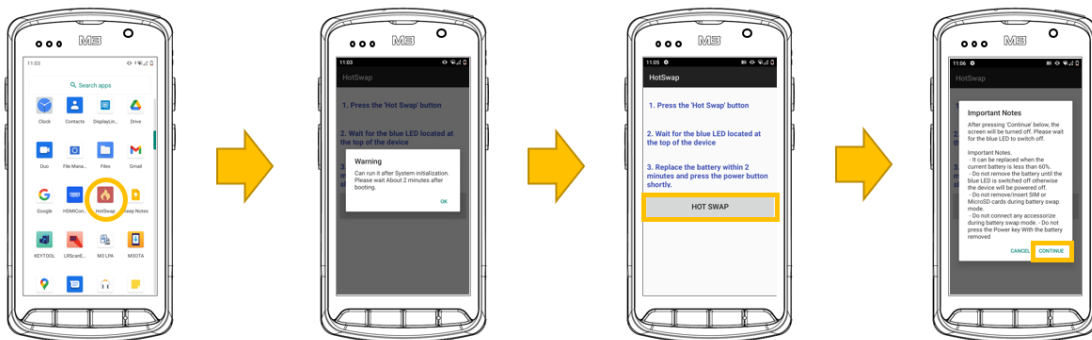 M3
11:03
Search apps
Clock
Contacts
DisplayLin..
Drive
Duo
File Mana..
Files
Gmail
Google
HDMICon..
HotSwap
Keep Notes
KEYTOOL
LRScanE..
M3 LPA
M3OTA
M3
11:03
HotSwap
1. Press the 'Hot Swap' button
2. Wait for the blue LED located at
the top of the device
Warning
Can run it after System initialization.
Please wait About 2 minutes after
booting.
OK
M3
11:05
HotSwap
1. Press the 'Hot Swap' button
2. Wait for the blue LED located at
the top of the device
3. Replace the battery within 2
minutes and press the power button
shortly.
HOT SWAP
M3
11:06
HotSwap
Important Notes
After pressing 'Continue' below, the
screen will be turned off. Please wait
for the blue LED to switch off.
Important Notes.
- It can be replaced when the
current battery is less than 60%.
- Do not remove the battery until the
blue LED is switched off otherwise
the device will be powered off.
- Do not remove/insert SIM or
MicroSD cards during battery swap
mode.
- Do not connect any accessorize
during battery swap mode. - Do not
press the Power key With the battery
removed
CANCEL CONTINUE